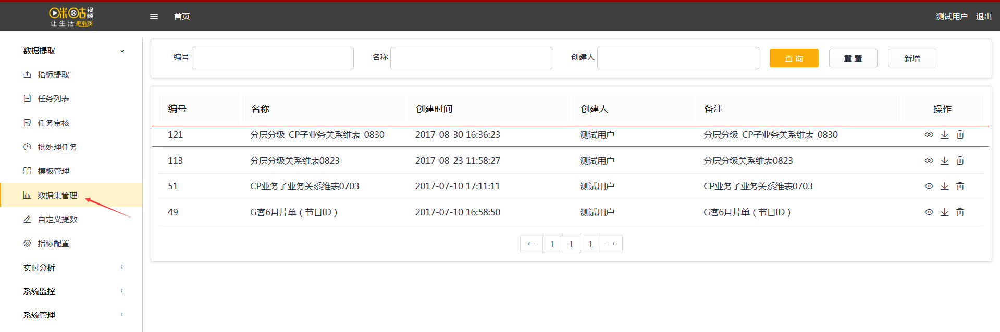 咪咕视频
让生活更有戏
首页
测试用户 退出
数据提取
指标提取
任务列表
任务审核
批处理任务
模板管理
数据集管理
自定义提数
指标配置
实时分析
系统监控
系统管理
编号 名称 创建人 查 询 重 置 新增
编号 名称 创建时间 创建人 备注 操作
121 分层分级_CP子业务关系维表_0830 2017-08-30 16:36:23 测试用户 分层分级_CP子业务关系维表_0830
113 分层分级关系维表0823 2017-08-23 11:58:27 测试用户 分层分级关系维表0823
51 CP业务子业务关系维表0703 2017-07-10 17:11:11 测试用户 CP业务子业务关系维表0703
49 G客6月片单（节目ID） 2017-07-10 16:58:50 测试用户 G客6月片单（节目ID）
← 1 1 1 →